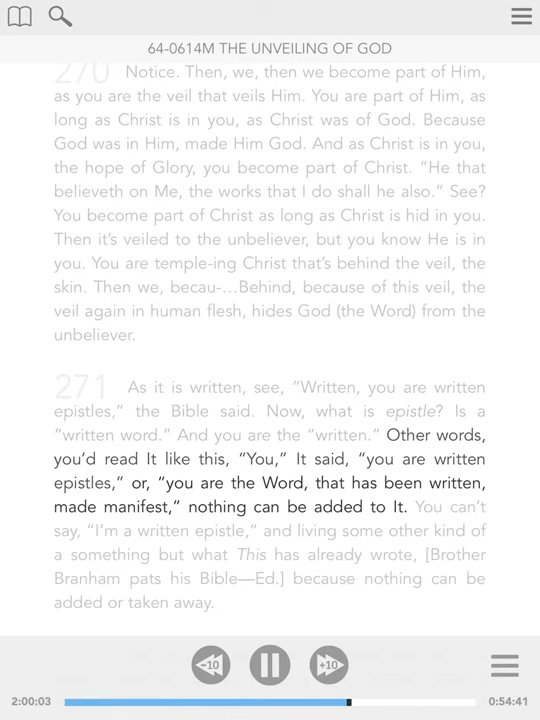 64-0614M THE UNVEILING OF GOD
270 Notice. Then, we, then we become part of Him,
as you are the veil that veils Him. You are part of Him, as
long as Christ is in you, as Christ was of God. Because
God was in Him, made Him God. And as Christ is in you,
the hope of Glory, you become part of Christ. “He that
believeth on Me, the works that I do shall he also.” See?
You become part of Christ as long as Christ is hid in you.
Then it’s veiled to the unbeliever, but you know He is in
you. You are temple-ing Christ that’s behind the veil, the
skin. Then we, becau-…Behind, because of this veil, the
veil again in human flesh, hides God (the Word) from the
unbeliever.
271 As it is written, see, “Written, you are written
epistles,” the Bible said. Now, what is epistle? Is a
“written word.” And you are the “written.” Other words,
you’d read It like this, “You,” It said, “you are written
epistles,” or, “you are the Word, that has been written,
made manifest,” nothing can be added to It. You can’t
say, “I’m a written epistle,” and living some other kind of
a something but what This has already wrote, [Brother
Branham pats his Bible—Ed.] because nothing can be
added or taken away.
-10
+10
2:00:03
0:54:41